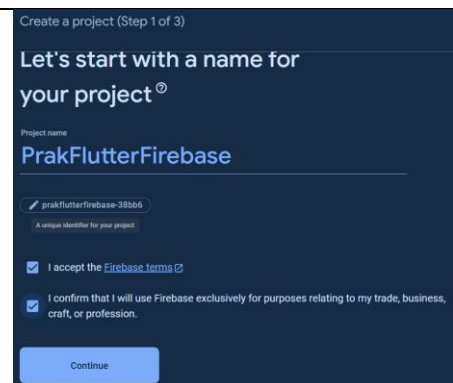 Create a project (Step 1 of 3)
Let's start with a name for
your project
Project name
PrakFlutterFirebase
prakflutterfirebase-38bb6
A unique identifier for your project
I accept the Firebase terms
I confirm that I will use Firebase exclusively for purposes relating to my trade, business,
craft, or profession.
Continue